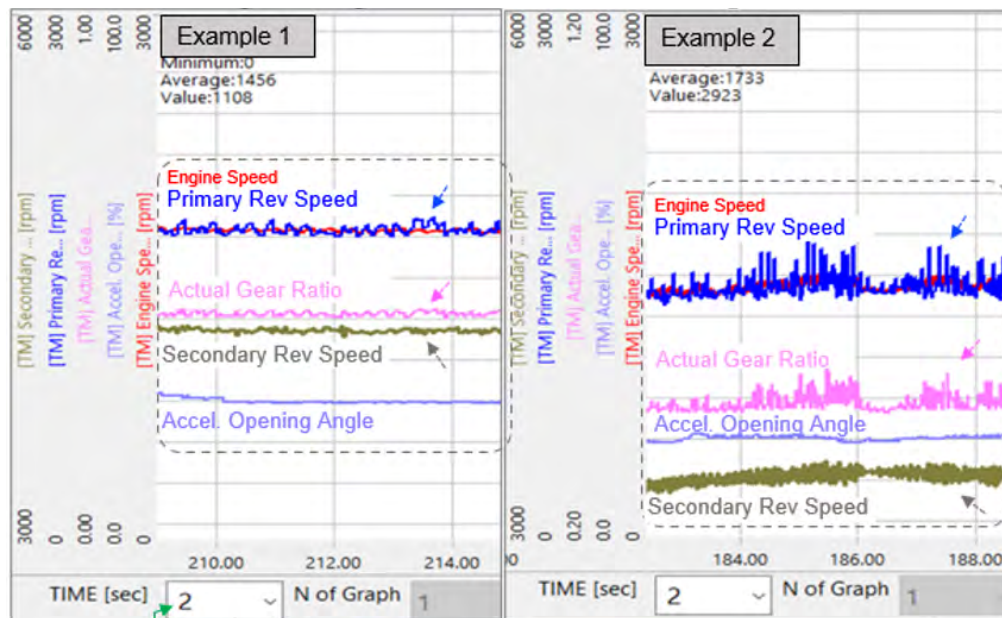 Example 1
Minimum:0
Average:1456
Value:1108
6000
3000
1.00
100.0
3000
[TM] Secondary ... [rpm]
[TM] Primary Re... [rpm]
[TM] Actual Gea...
[TM] Accel. Ope... [%]
[TM] Engine Spe... [rpm]
3000
0
0.00
0.0
0
Engine Speed
Primary Rev Speed
Actual Gear Ratio
Secondary Rev Speed
Accel. Opening Angle
210.00
212.00
214.00
TIME [sec]
2
N of Graph
1
Example 2
Average:1733
Value:2923
6000
3000
1.20
100.0
3000
[TM] Secondary ... [rpm]
[TM] Primary Re... [rpm]
[TM] Actual Gea...
[TM] Accel. Ope... [%]
[TM] Engine Spe... [rpm]
3000
0
0.20
0.0
0
Engine Speed
Primary Rev Speed
Actual Gear Ratio
Accel. Opening Angle
Secondary Rev Speed
184.00
186.00
188.00
TIME [sec]
2
N of Graph
1